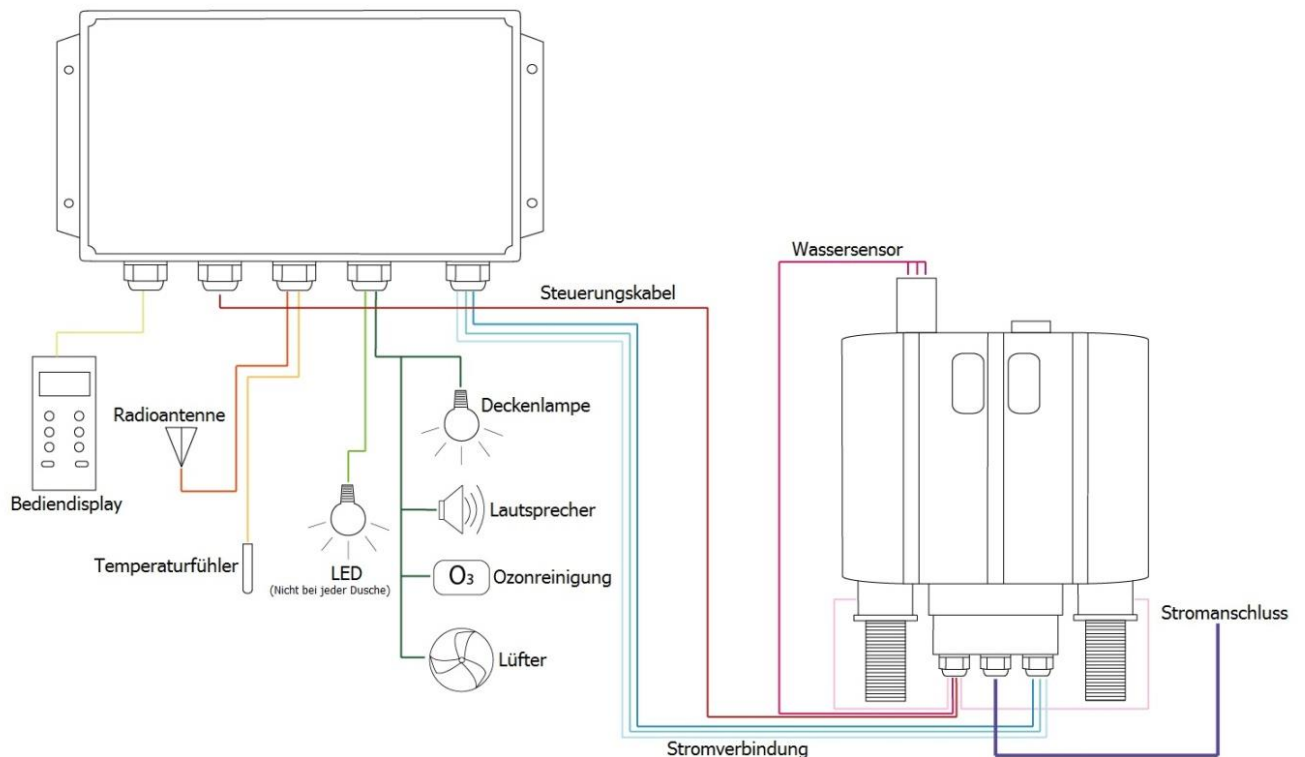 Wassersensor
Steuerungskabel
Deckenlampe
Radioantenne
Bediendisplay
Lautsprecher
Temperaturfühler
LED
(Nicht bei jeder Dusche)
O₃
Ozonreinigung
Stromanschluss
Lüfter
Stromverbindung